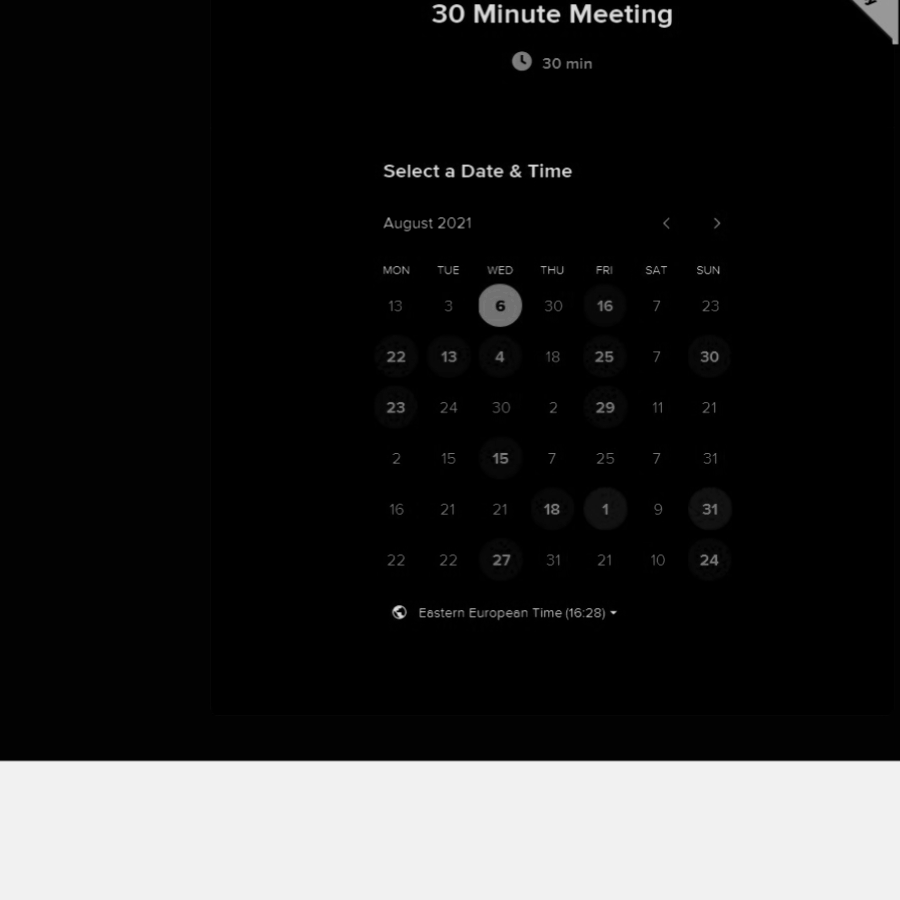 30 Minute Meeting
30 min
Select a Date & Time
August 2021
MON TUE WED THU FRI SAT SUN
13 3 6 30 16 7 23
22 13 4 18 25 7 30
23 24 30 2 29 11 21
2 15 15 7 25 7 31
16 21 21 18 1 9 31
22 22 27 31 21 10 24
Eastern European Time (16:28)